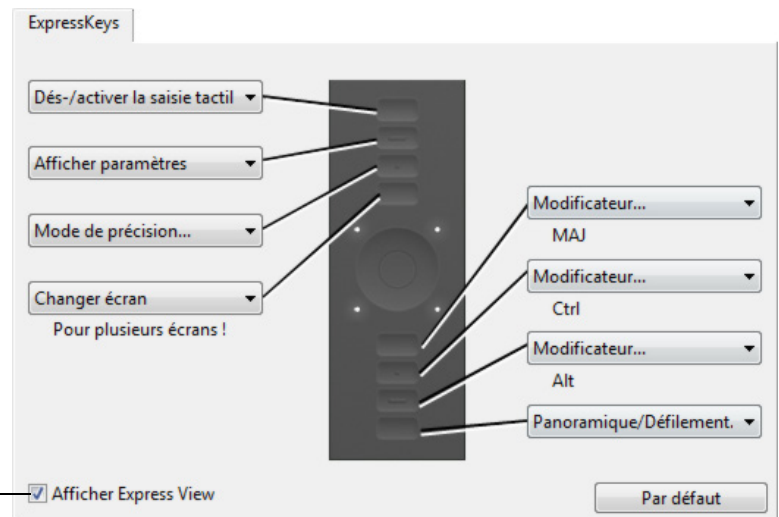 ExpressKeys
Dés-/activer la saisie tactil
Afficher paramètres
Mode de précision...
Changer écran
Pour plusieurs écrans !
Modificateur...
MAJ
Modificateur...
Ctrl
Modificateur...
Alt
Panoramique/Défilement.
Afficher Express View
Par défaut